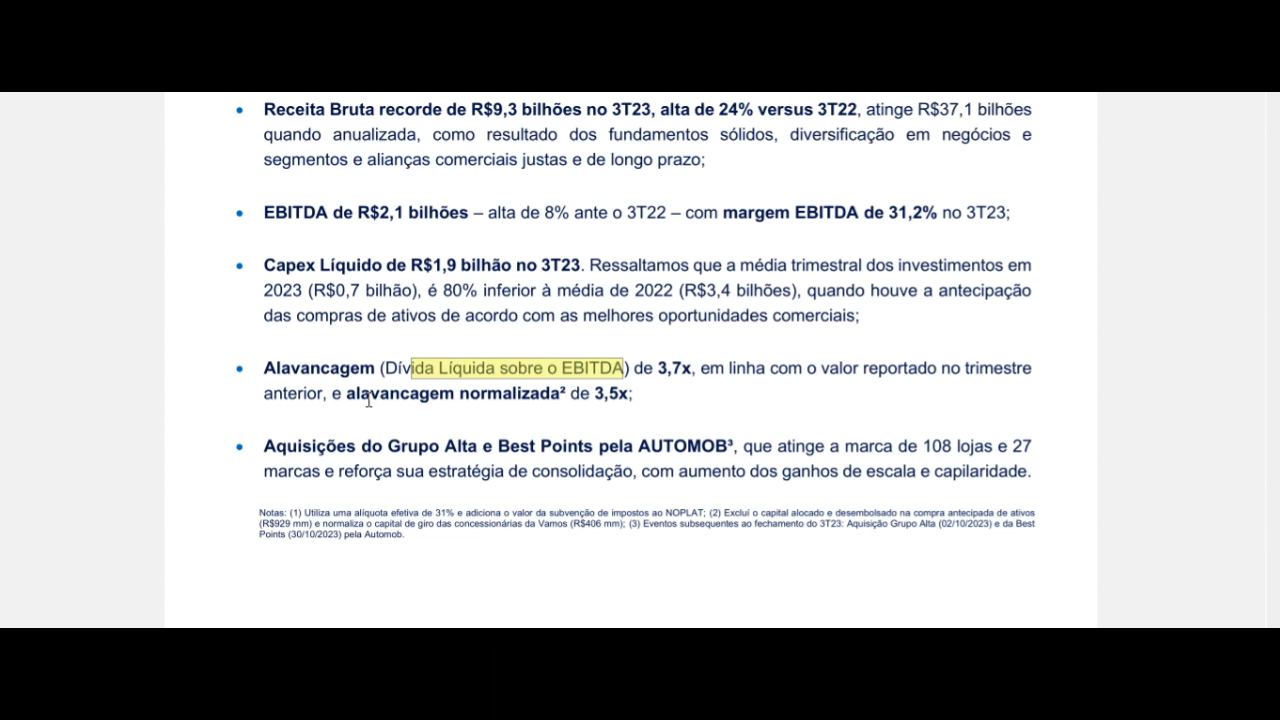 Receita Bruta recorde de R$9,3 bilhões no 3T23, alta de 24% versus 3T22, atinge R$37,1 bilhões
quando anualizada, como resultado dos fundamentos sólidos, diversificação em negócios e
segmentos e alianças comerciais justas e de longo prazo;
EBITDA de R$2,1 bilhões – alta de 8% ante o 3T22 – com margem EBITDA de 31,2% no 3T23;
Capex Líquido de R$1,9 bilhão no 3T23. Ressaltamos que a média trimestral dos investimentos em
2023 (R$0,7 bilhão), é 80% inferior à média de 2022 (R$3,4 bilhões), quando houve a antecipação
das compras de ativos de acordo com as melhores oportunidades comerciais;
Alavancagem (Dívida Líquida sobre o EBITDA) de 3,7x, em linha com o valor reportado no trimestre
anterior, e alavancagem normalizada² de 3,5x;
Aquisições do Grupo Alta e Best Points pela AUTOMOB³, que atinge a marca de 108 lojas e 27
marcas e reforça sua estratégia de consolidação, com aumento dos ganhos de escala e capilaridade.
Notas: (1) Utiliza uma alíquota efetiva de 31% e adiciona o valor da subvenção de impostos ao NOPLAT; (2) Excluí o capital alocado e desembolsado na compra antecipada de ativos
(R$929 mm) e normaliza o capital de giro das concessionárias da Vamos (R$406 mm); (3) Eventos subsequentes ao fechamento do 3T23: Aquisição Grupo Alta (02/10/2023) e da Best
Points (30/10/2023) pela Automob.